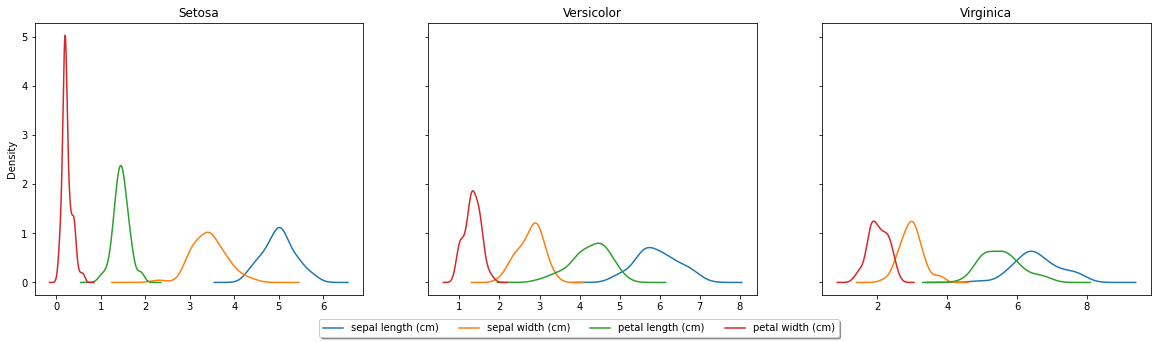 Setosa Versicolor Virginica
Density
5
4
3
2
1
0
0 1 2 3 4 5 6
1 2 3 4 5 6 7 8
2 4 6 8
sepal length (cm) sepal width (cm) petal length (cm) petal width (cm)